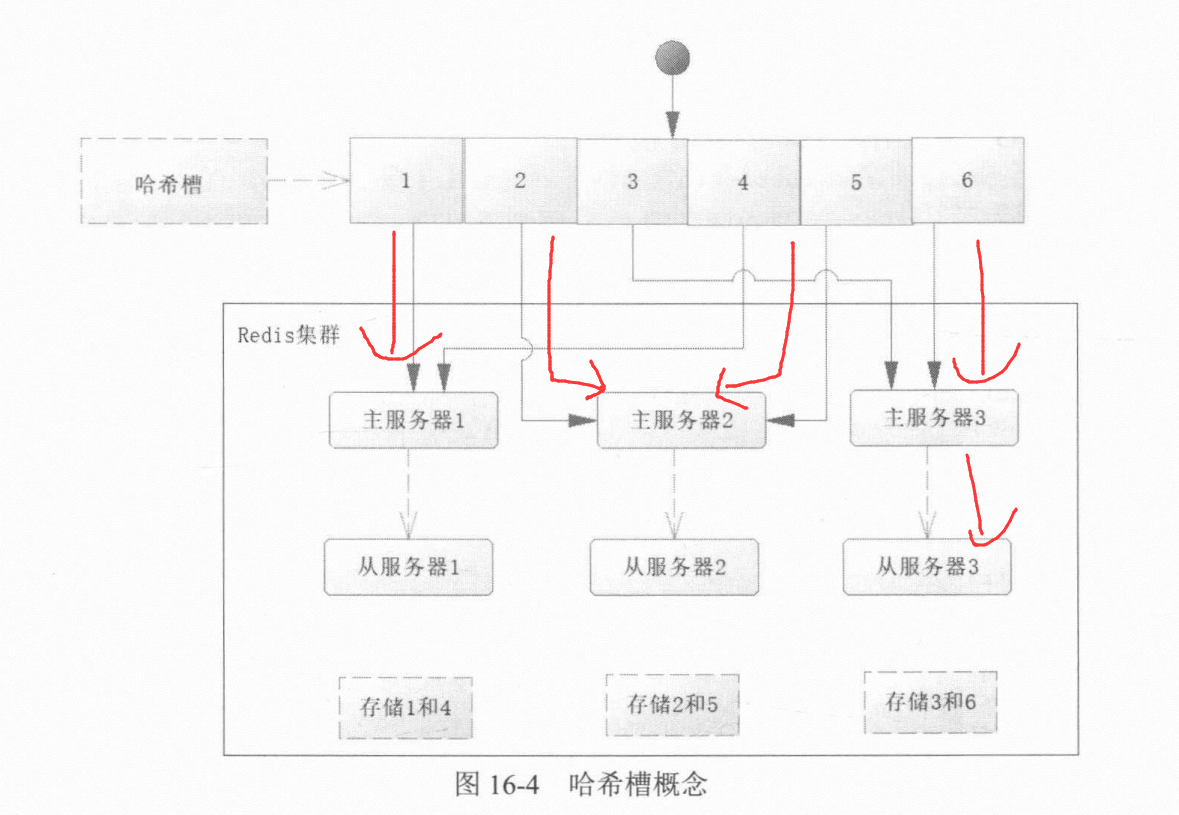 哈希槽
1
2
3
4
5
6
Redis集群
主服务器1
主服务器2
主服务器3
从服务器1
从服务器2
从服务器3
存储1和4
存储2和5
存储3和6
图 16-4 哈希槽概念